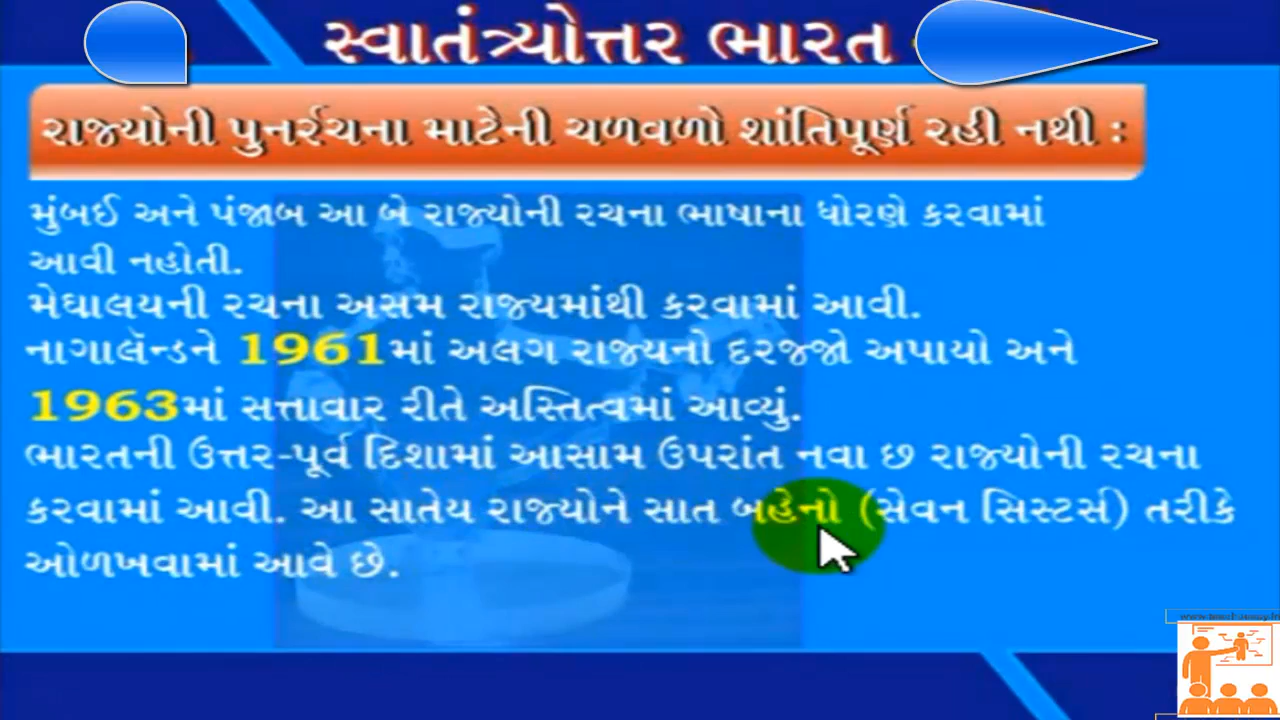 સ્વાતંત્ર્યોત્તર ભારત
રાજ્યોની પુનર્રચના માટેની ચળવળો શાંતિપૂર્ણ રહી નથી :
મુંબઈ અને પંજાબ આ બે રાજ્યોની રચના ભાષાના ધોરણે કરવામાં
આવી નહોતી.
મેઘાલયની રચના અસમ રાજ્યમાંથી કરવામાં આવી.
નાગાલૅન્ડને 1961માં અલગ રાજ્યનો દરજ્જો અપાયો અને
1963માં સત્તાવાર રીતે અસ્તિત્વમાં આવ્યું.
ભારતની ઉત્તર-પૂર્વ દિશામાં આસામ ઉપરાંત નવા છ રાજ્યોની રચના
કરવામાં આવી. આ સાતેય રાજ્યોને સાત બહેનો (સેવન સિસ્ટર્સ) તરીકે
ઓળખવામાં આવે છે.